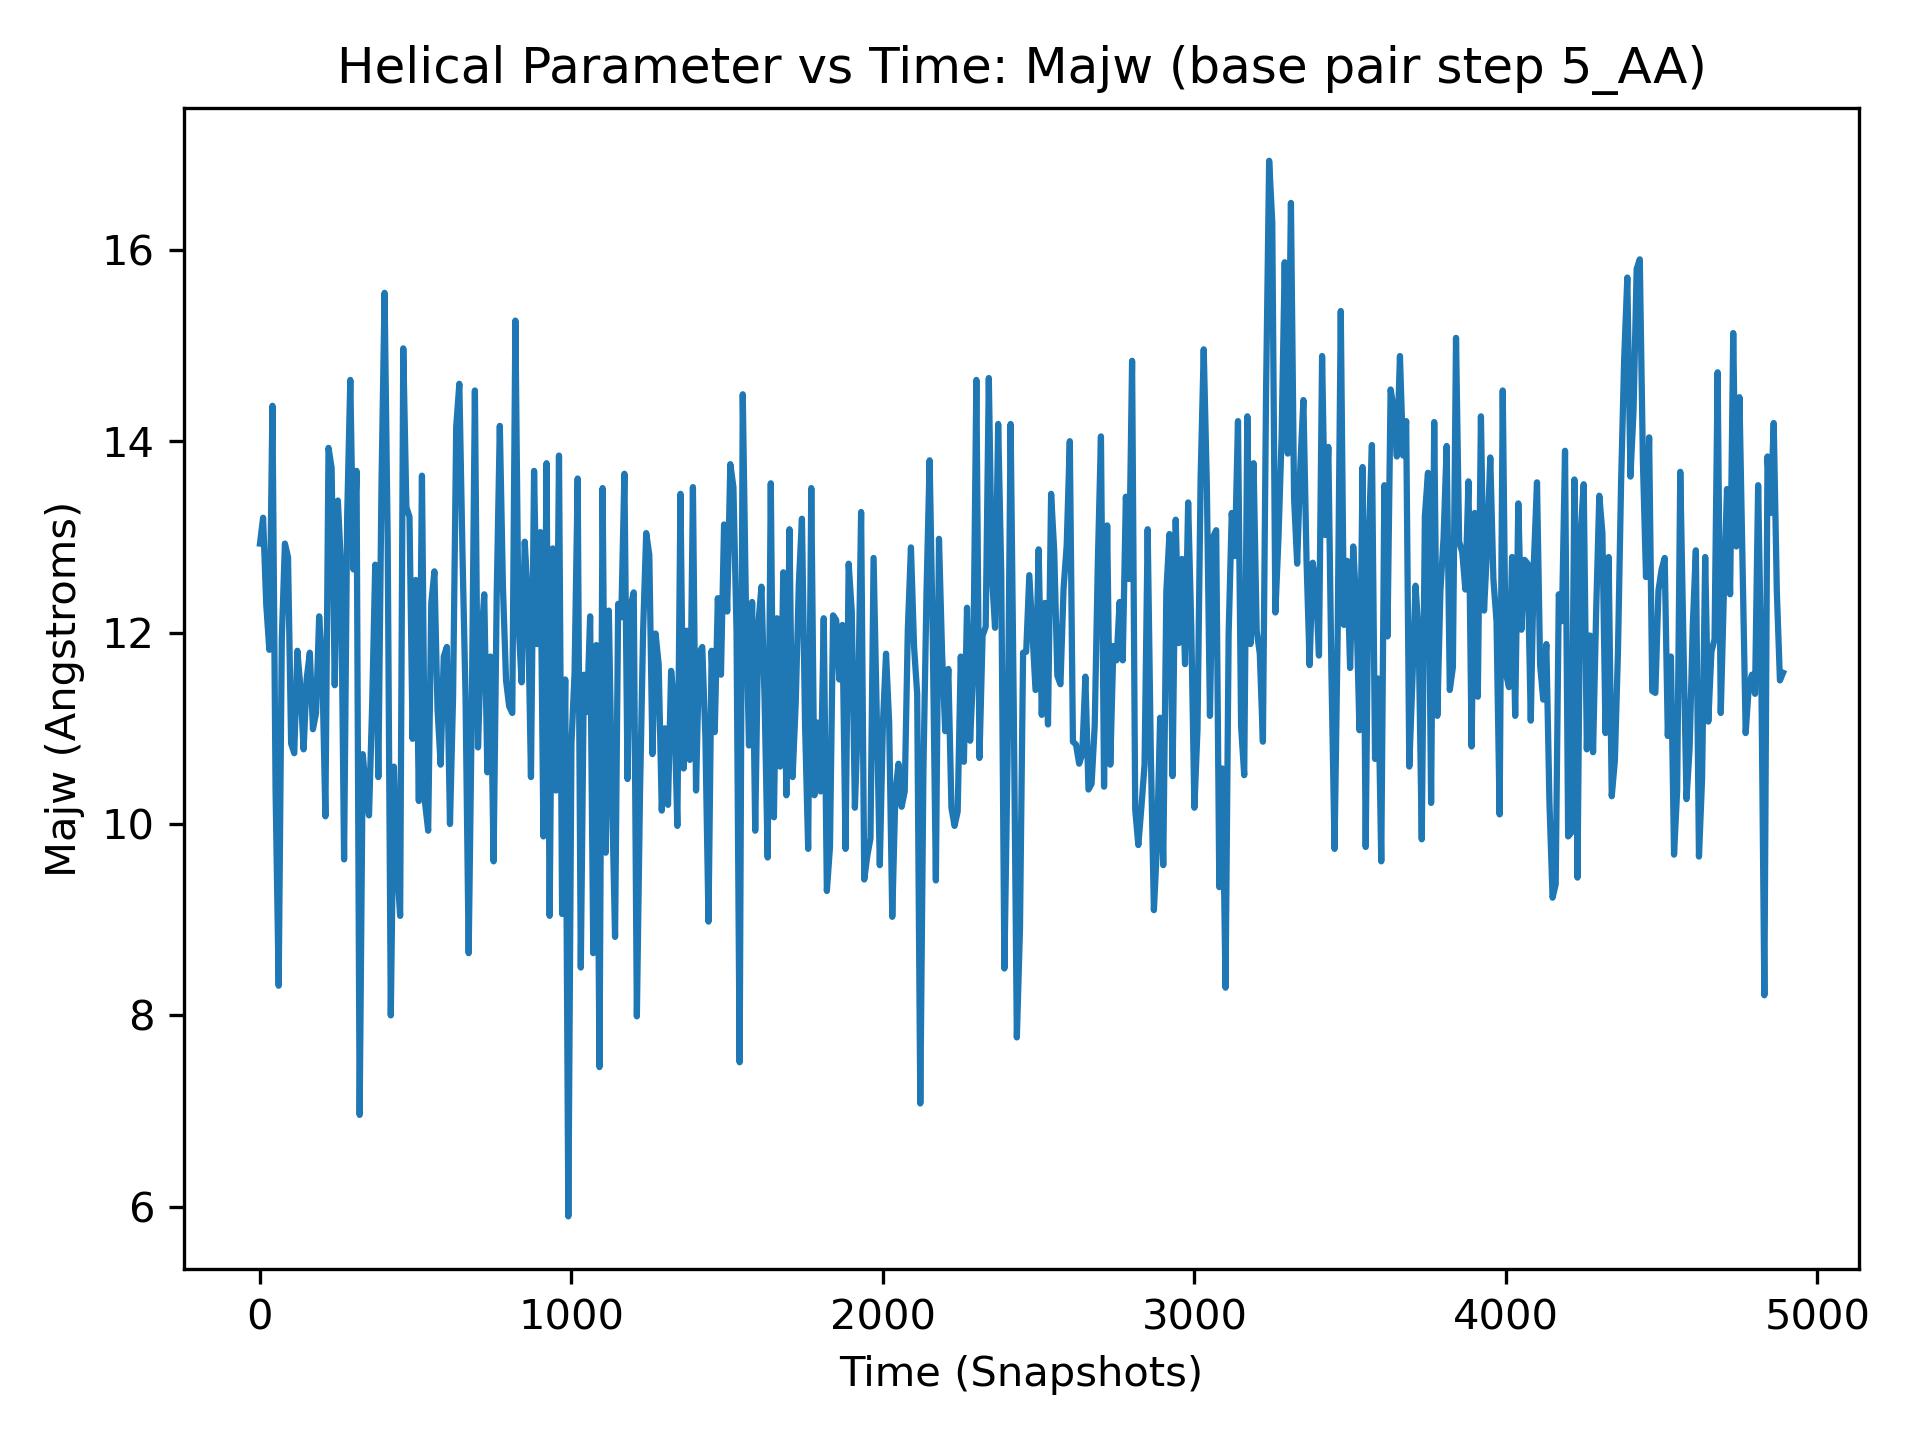 Helical Parameter vs Time: Majw (base pair step 5_AA)
Majw (Angstroms)
16
14
12
10
8
6
0 1000 2000 3000 4000 5000
Time (Snapshots)